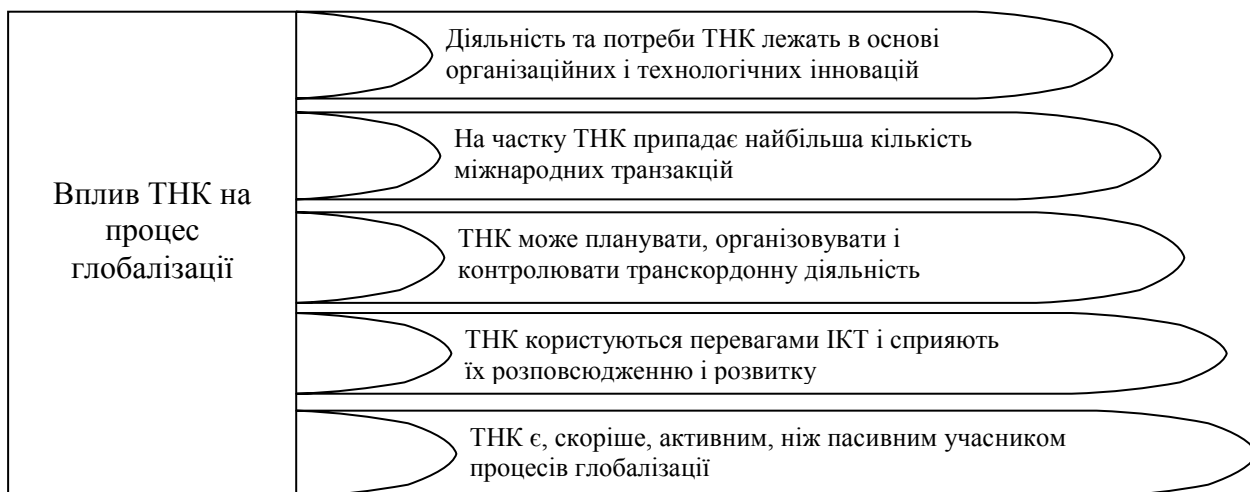 Вплив ТНК на
процес
глобалізації
Діяльність та потреби ТНК лежать в основі
організаційних і технологічних інновацій
На частку ТНК припадає найбільша кількість
міжнародних транзакцій
ТНК може планувати, організовувати і
контролювати транскордонну діяльність
ТНК користуються перевагами ІКТ і сприяють
їх розповсюдженню і розвитку
ТНК є, скоріше, активним, ніж пасивним учасником
процесів глобалізації